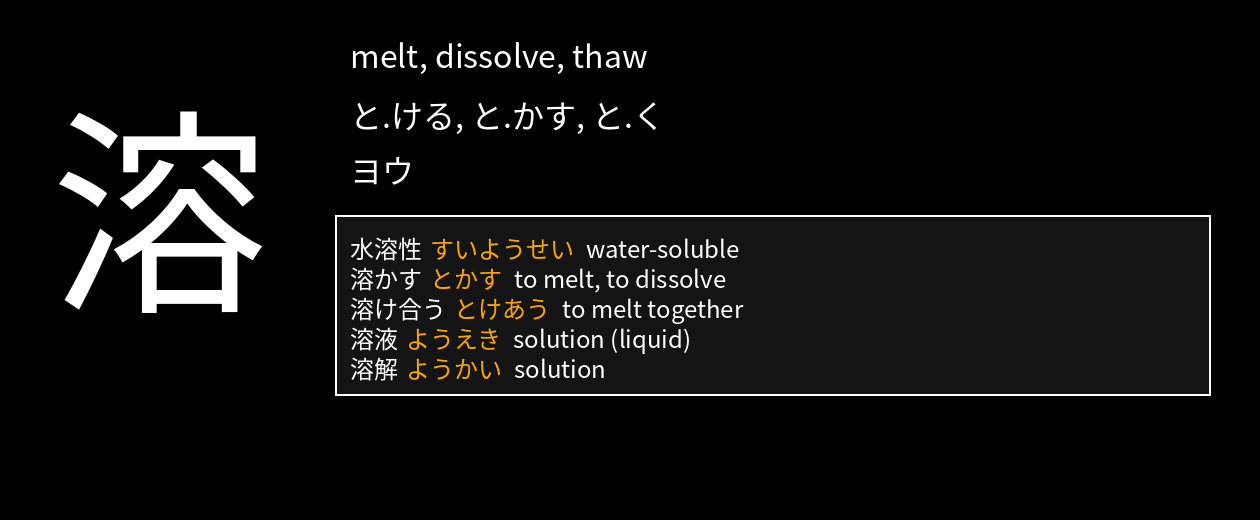 溶
melt, dissolve, thaw
と.ける, と.かす, と.く
ヨウ
水溶性 すいようせい water-soluble
溶かす とかす to melt, to dissolve
溶け合う とけあう to melt together
溶液 ようえき solution (liquid)
溶解 ようかい solution